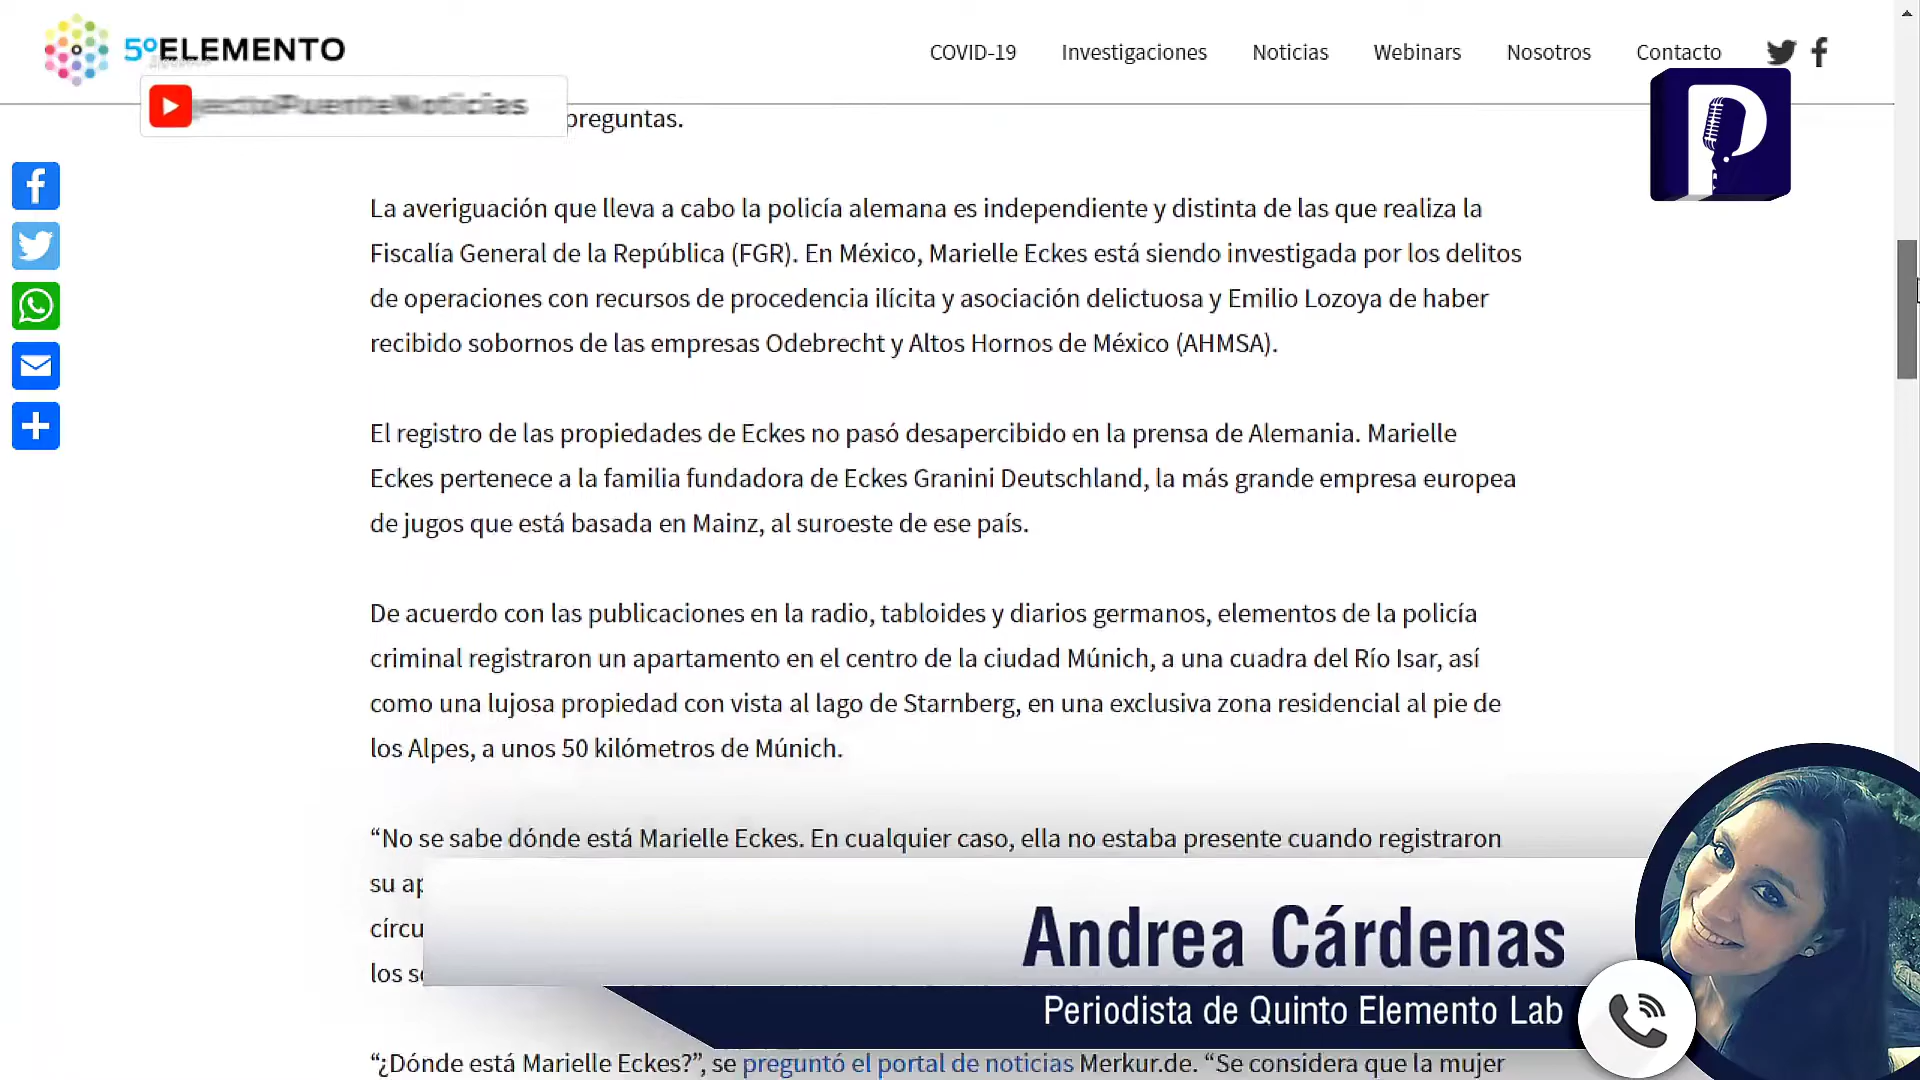 5ºELEMENTO
COVID-19 Investigaciones Noticias Webinars Nosotros Contacto
preguntas.
La averiguación que lleva a cabo la policía alemana es independiente y distinta de las que realiza la
Fiscalía General de la República (FGR). En México, Marielle Eckes está siendo investigada por los delitos
de operaciones con recursos de procedencia ilícita y asociación delictuosa y Emilio Lozoya de haber
recibido sobornos de las empresas Odebrecht y Altos Hornos de México (AHMSA).
El registro de las propiedades de Eckes no pasó desapercibido en la prensa de Alemania. Marielle
Eckes pertenece a la familia fundadora de Eckes Granini Deutschland, la más grande empresa europea
de jugos que está basada en Mainz, al suroeste de ese país.
De acuerdo con las publicaciones en la radio, tabloides y diarios germanos, elementos de la policía
criminal registraron un apartamento en el centro de la ciudad Múnich, a una cuadra del Río Isar, así
como una lujosa propiedad con vista al lago de Starnberg, en una exclusiva zona residencial al pie de
los Alpes, a unos 50 kilómetros de Múnich.
“No se sabe dónde está Marielle Eckes. En cualquier caso, ella no estaba presente cuando registraron
su
los
Andrea Cárdenas
Periodista de Quinto Elemento Lab
“¿Dónde está Marielle Eckes?”, se preguntó el portal de noticias Merkur.de. “Se considera que la mujer